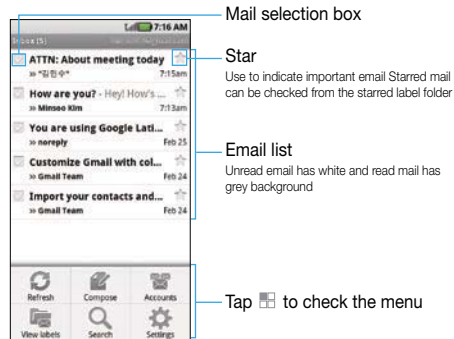 7:16 AM
Inbox (5)
ATTN: About meeting today
» "김진수"
7:15am
How are you? - Hey! How's ...
» Minseo Kim
7:13am
You are using Google Lati...
» noreply
Feb 25
Customize Gmail with col...
» Gmail Team
Feb 24
Import your contacts and...
» Gmail Team
Feb 24
Refresh
Compose
Accounts
View labels
Search
Settings
Mail selection box
Star
Use to indicate important email Starred mail
can be checked from the starred label folder
Email list
Unread email has white and read mail has
grey background
Tap to check the menu